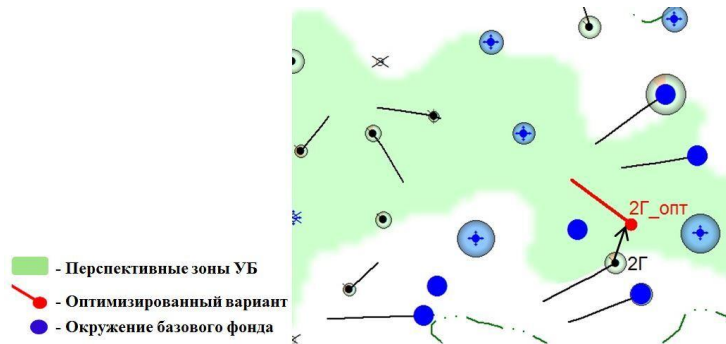 2Г_опт
2Г
- Перспективные зоны УБ
- Оптимизированный вариант
- Окружение базового фонда